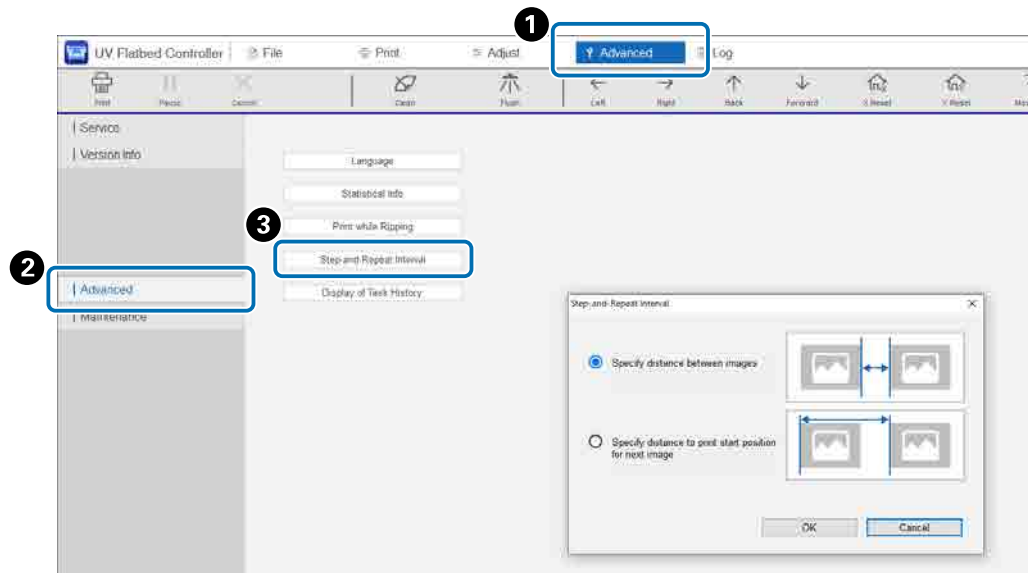 1
UV Flatbed Controller File Print Adjust Advanced Log
Print Pause Cancel Clean Flush Left Right Back Forward X Reset Y Reset
Service
Version Info
Language
Statistical Info
3
Print while Ripping
2
Step-and-Repeat Interval
Advanced
Display of Task History
Maintenance
Step-and-Repeat Interval
Specify distance between images
Specify distance to print start position
for next image
OK Cancel